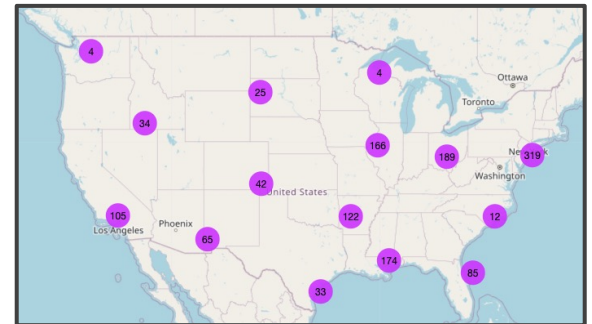 4
4
Ottawa
25
Toronto
34
166
189
319
Washington
42
United States
105
122
12
Los Angeles
Phoenix
65
174
85
33